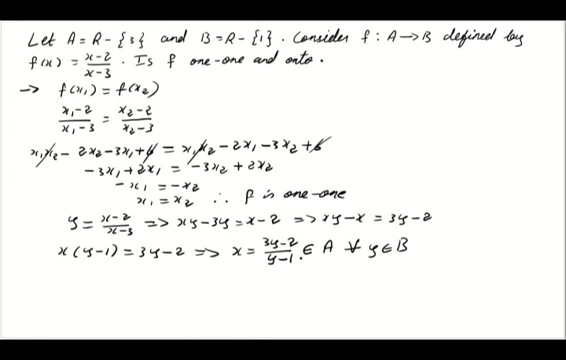 Let A = R - {3} and B = R - {1}. Consider f : A → B defined by
f(x) = x-2/x-3. Is f one-one and onto.
→ f(x₁) = f(x₂)
x₁-2/x₁-3 = x₂-2/x₂-3
x₁x₂ - 2x₂ - 3x₁ + 6 = x₁x₂ - 2x₁ - 3x₂ + 6
-3x₁ + 2x₁ = -3x₂ + 2x₂
-x₁ = -x₂
x₁ = x₂ ∴ f is one-one
y = x-2/x-3 => xy - 3y = x - 2 => xy - x = 3y - 2
x(y-1) = 3y - 2 => x = 3y-2/y-1. ∈ A ∀ y ∈ B